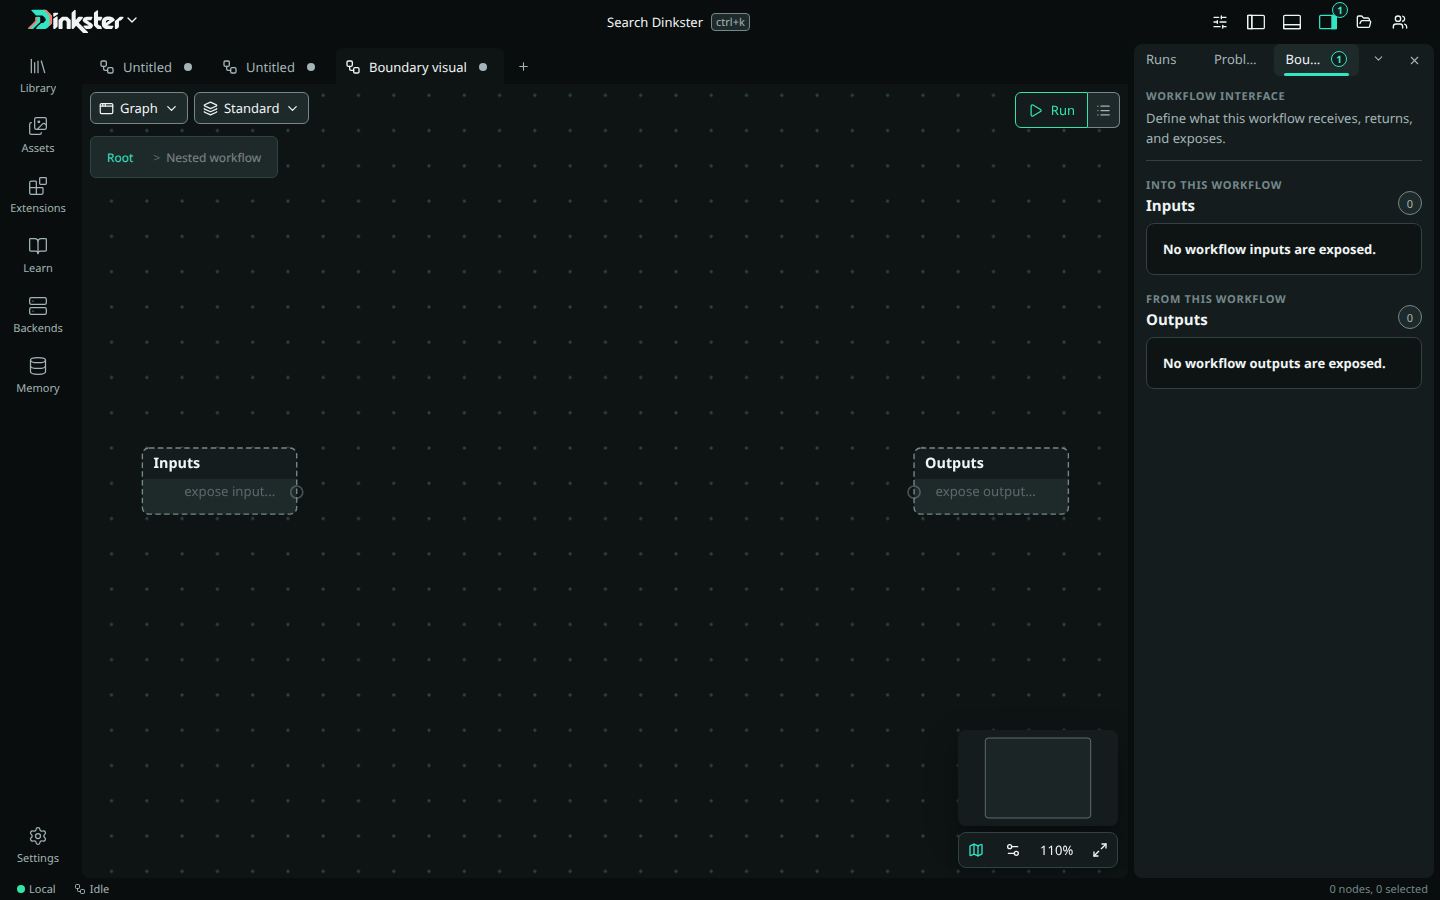 Dinkster
Search Dinkster ctrl+k
1
Library
Assets
Extensions
Learn
Backends
Memory
Settings
Untitled
Untitled
Boundary visual
+
Graph
Standard
Run
Root > Nested workflow
Inputs
expose input...
Outputs
expose output...
110%
Runs
Probl...
Bou... 1
WORKFLOW INTERFACE
Define what this workflow receives, returns,
and exposes.
INTO THIS WORKFLOW
Inputs
0
No workflow inputs are exposed.
FROM THIS WORKFLOW
Outputs
0
No workflow outputs are exposed.
Local
Idle
0 nodes, 0 selected